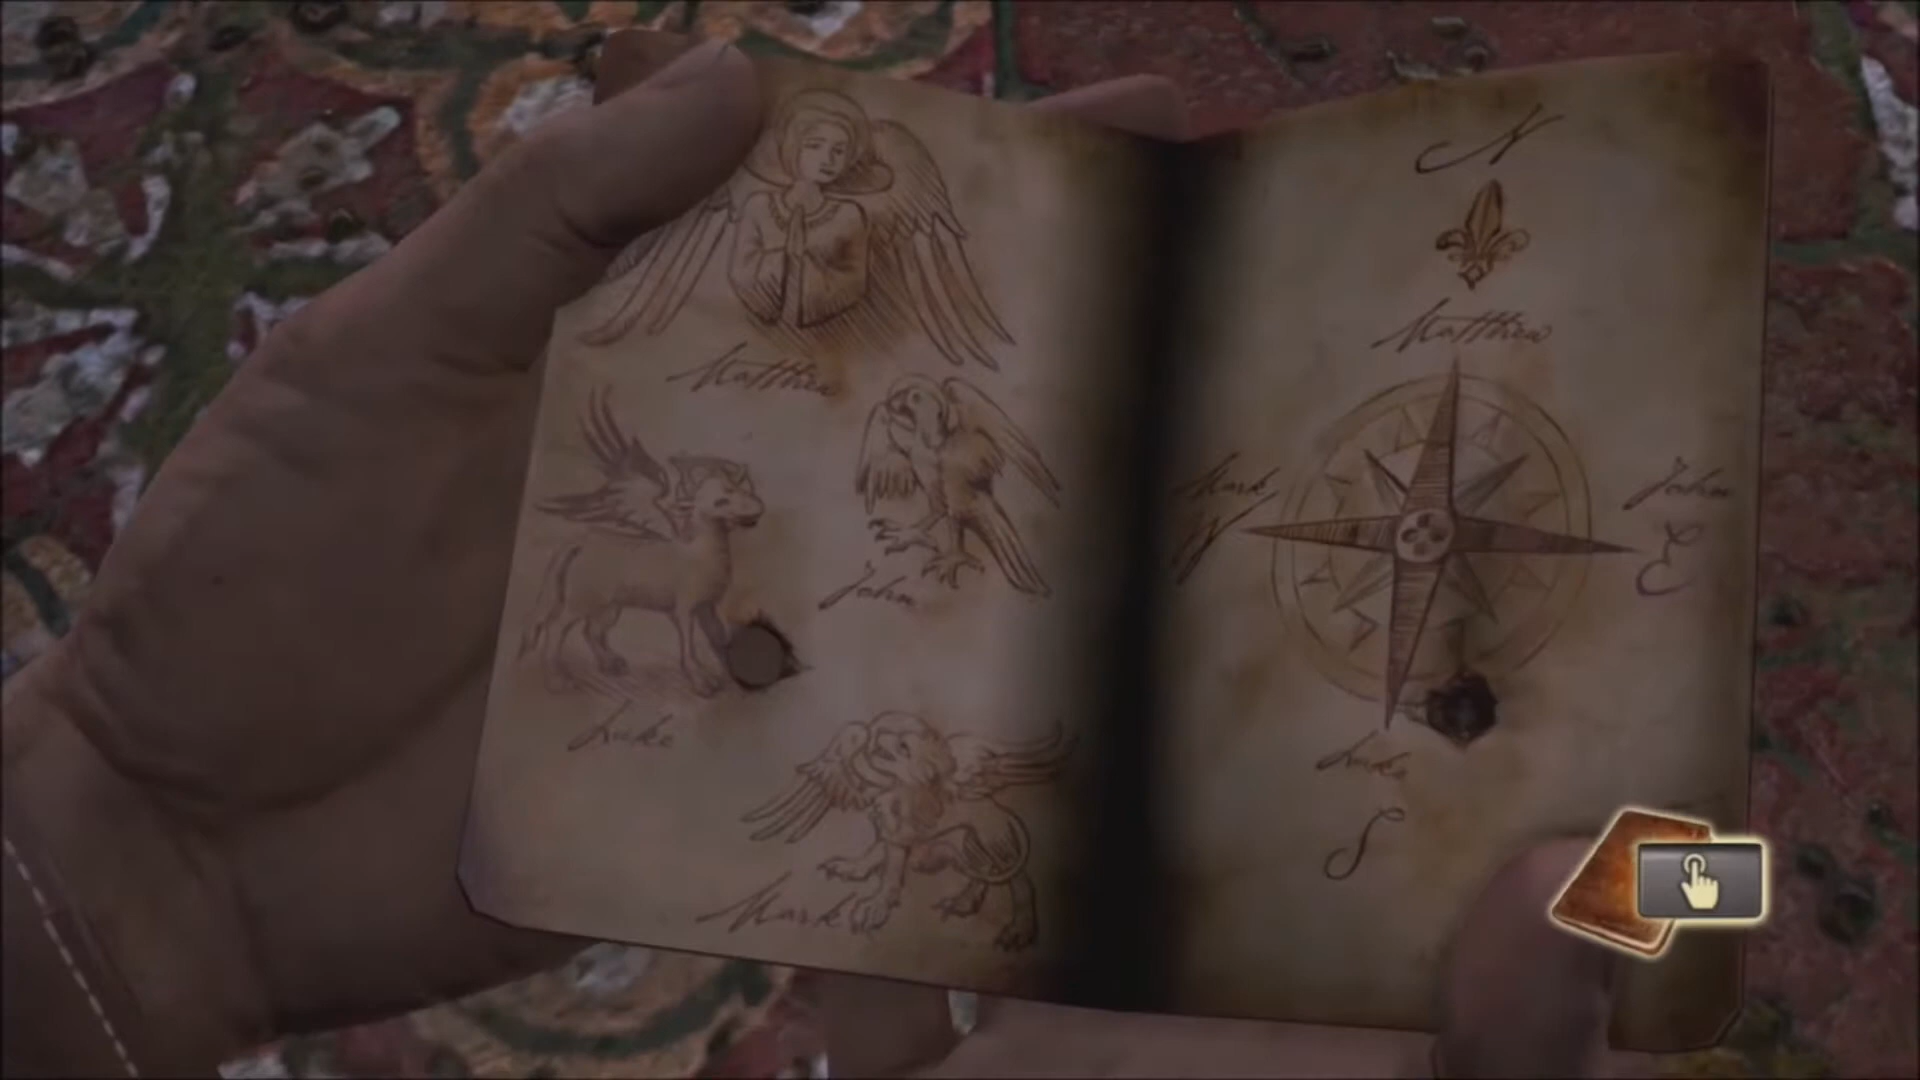 Matthew
John
Luke
Mark
N
Matthew
Mark
W
John
E
Luke
S